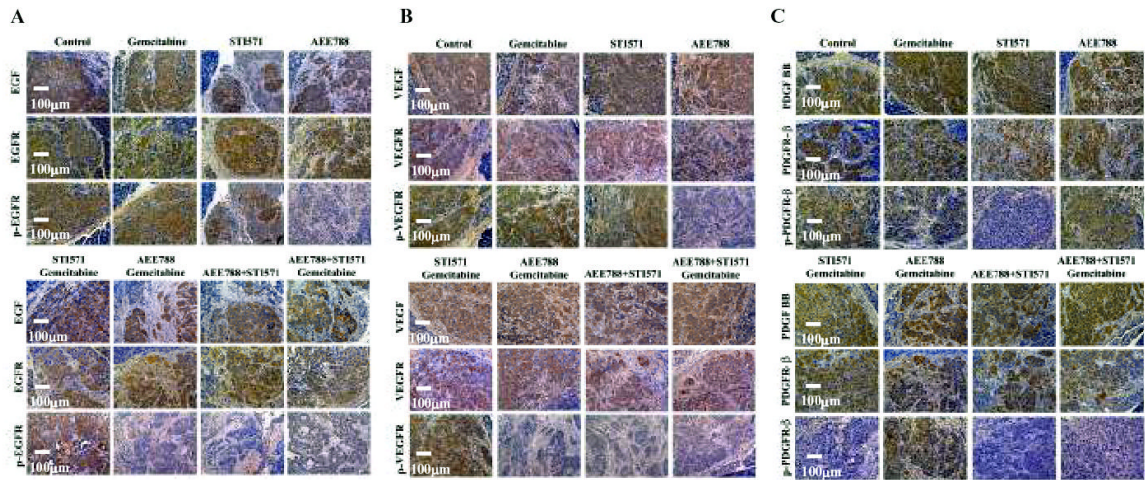 A
B
C
Control Gemcitabine STI571 AEE788
EGF
100μm
EGFR
100μm
p-EGFR
100μm
STI571 Gemcitabine
AEE788 Gemcitabine
AEE788+STI571
AEE788+STI571 Gemcitabine
EGF
100μm
EGFR
100μm
p-EGFR
100μm
Control Gemcitabine STI571 AEE788
VEGF
100μm
VEGFR
100μm
p-VEGFR
100μm
STI571 Gemcitabine
AEE788 Gemcitabine
AEE788+STI571
AEE788+STI571 Gemcitabine
VEGF
100μm
VEGFR
100μm
p-VEGFR
100μm
Control Gemcitabine STI571 AEE788
PDGF BB
100μm
PDGFR-β
100μm
p-PDGFR-β
100μm
STI571 Gemcitabine
AEE788 Gemcitabine
AEE788+STI571
AEE788+STI571 Gemcitabine
PDGF BB
100μm
PDGFR-β
100μm
p-PDGFR-β
100μm